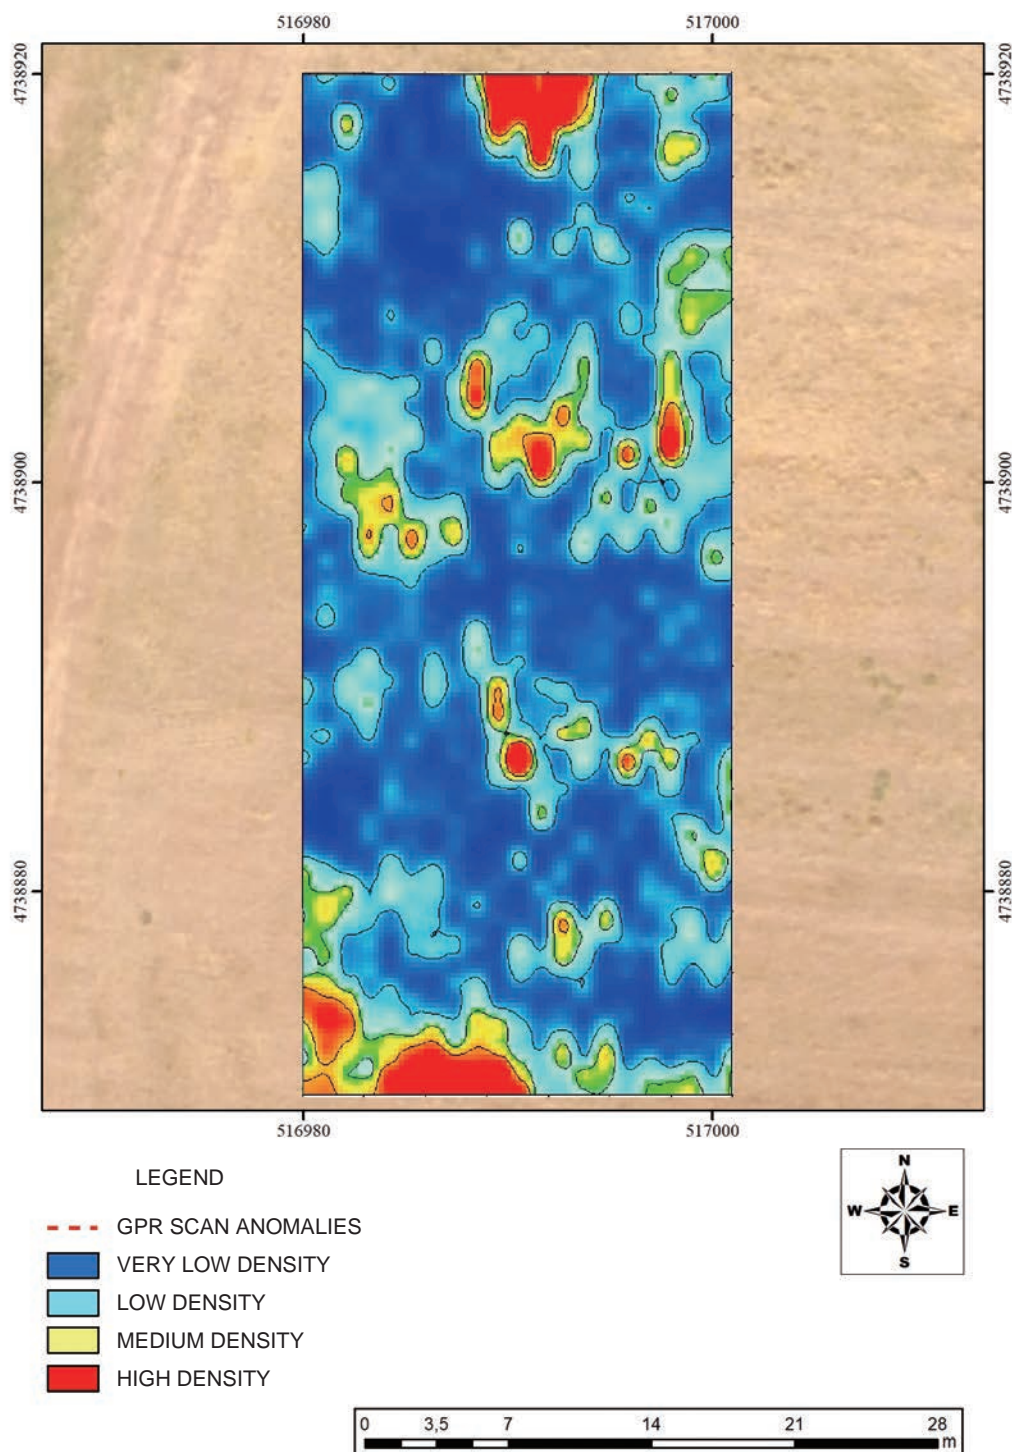 516980 517000
4738920 4738920
4738900 4738900
4738880 4738880
516980 517000
LEGEND
GPR SCAN ANOMALIES
VERY LOW DENSITY
LOW DENSITY
MEDIUM DENSITY
HIGH DENSITY
N
W E
S
0 3,5 7 14 21 28
m